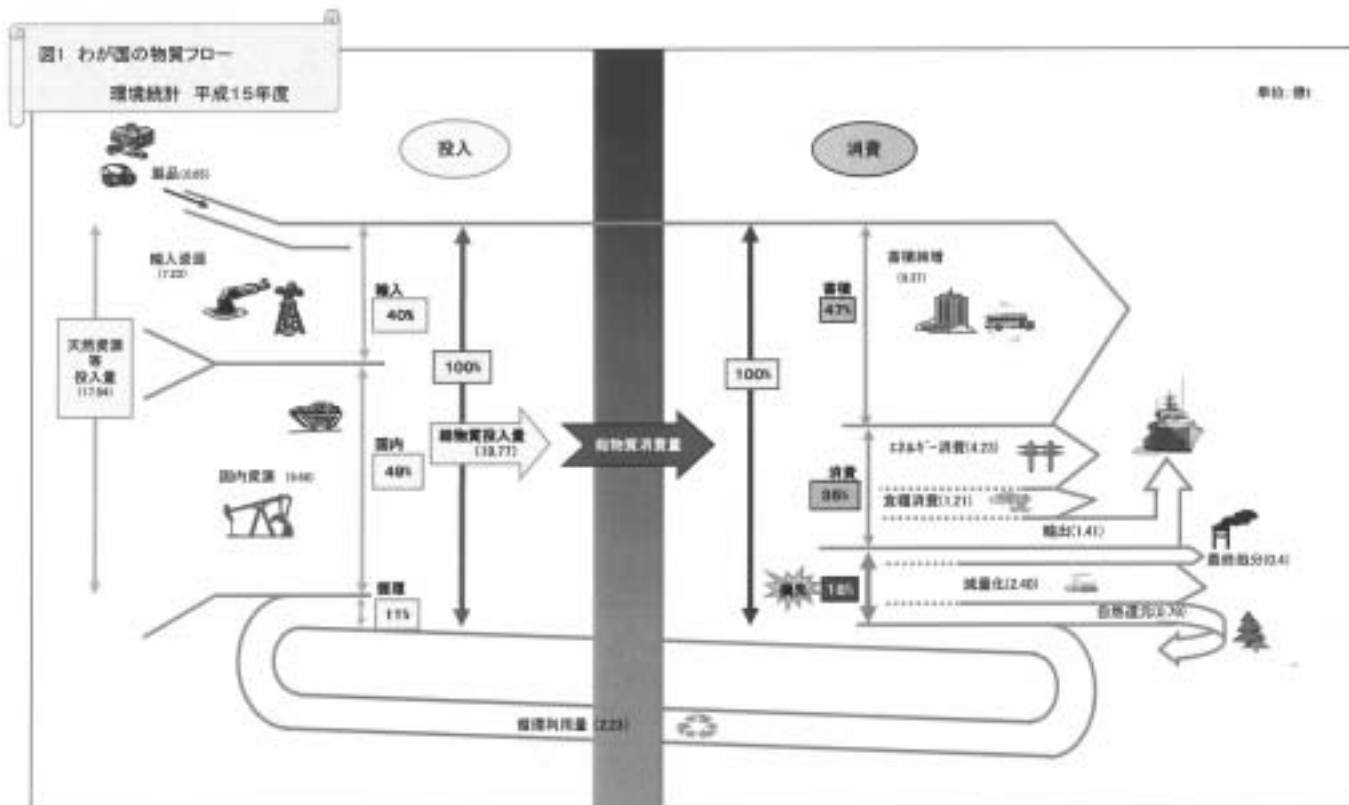 図1 わが国の物質フロー
環境統計 平成15年度
単位:億t
投入
消費
製品(0.65)
輸入資源
(7.23)
輸入
40%
天然資源
等
投入量
(17.54)
100%
国内
49%
総物質投入量
(19.77)
総物質消費量
国内資源
循環
11%
循環利用量(2.23)
100%
蓄積純増
蓄積
47%
エネルギー消費(4.23)
消費
食糧消費(1.21)
輸出(1.41)
最終処分(0.4)
減量化(2.40)
自然還元(0.79)